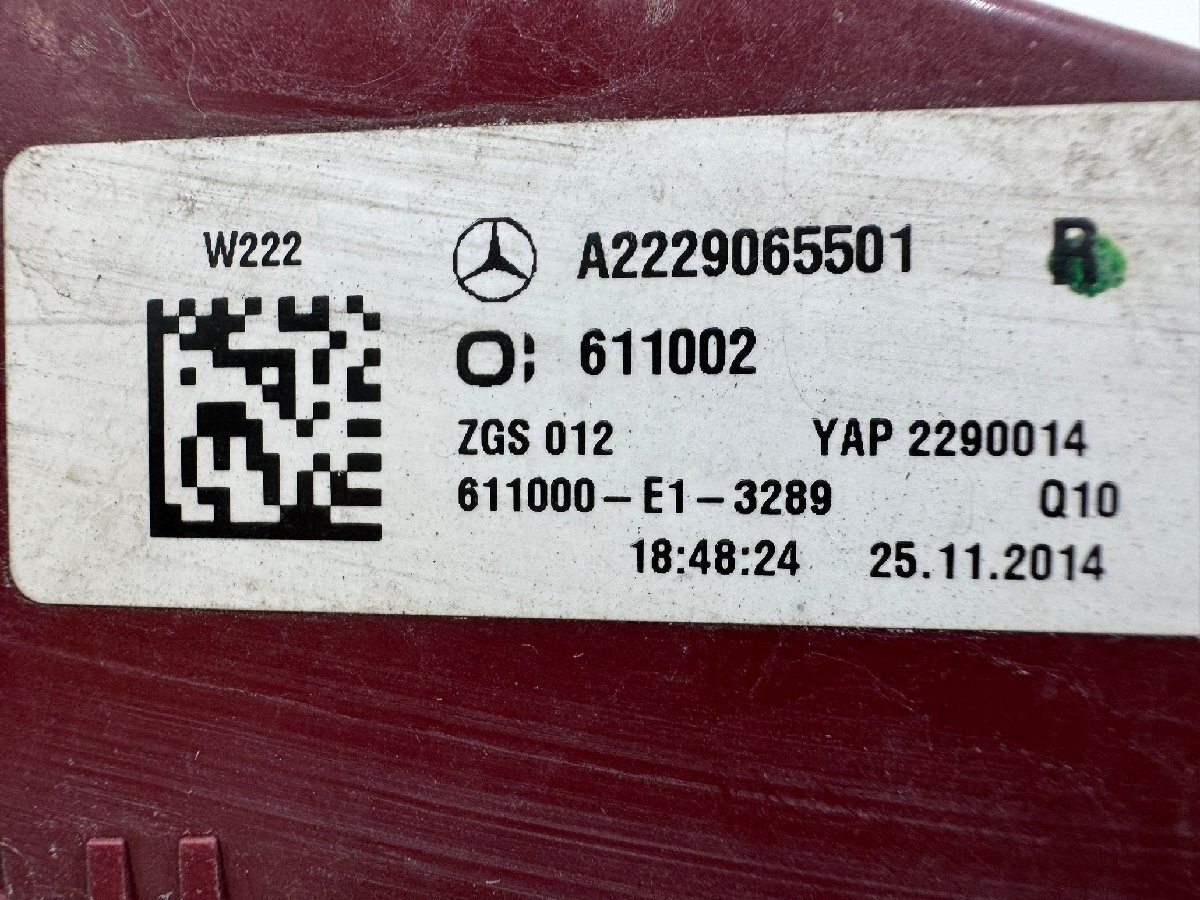 W222
A2229065501 R
611002
ZGS 012 YAP 2290014
611000-E1-3289 Q10
18:48:24 25.11.2014